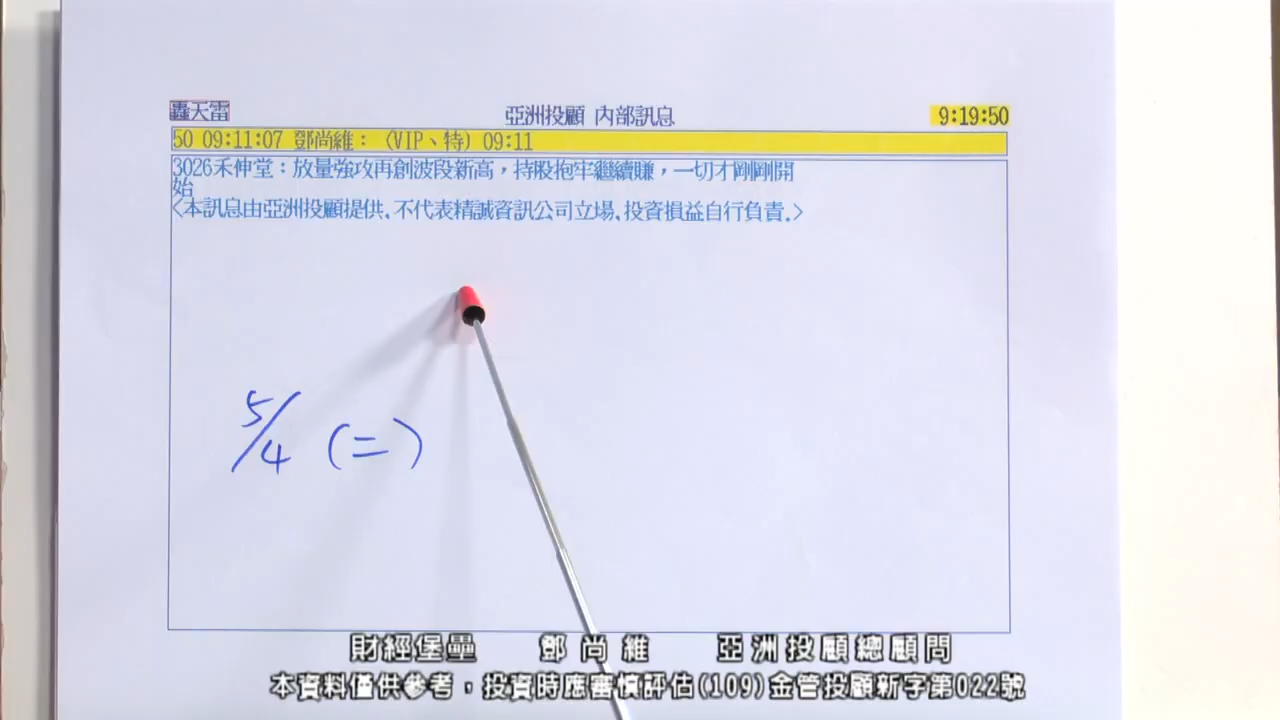 轟天雷 亞洲投顧 內部訊息 9:19:50
50 09:11:07 鄧尚維：（VIP、特）09:11
3026禾伸堂：放量強攻再創波段新高，持股抱牢繼續賺，一切才剛剛開
始
<本訊息由亞洲投顧提供.不代表精誠資訊公司立場.投資損益自行負責.>
5/4（二）
財經堡壘 鄧尚維 亞洲投顧總顧問
本資料僅供參考，投資時應審慎評估(109)金管投顧新字第022號